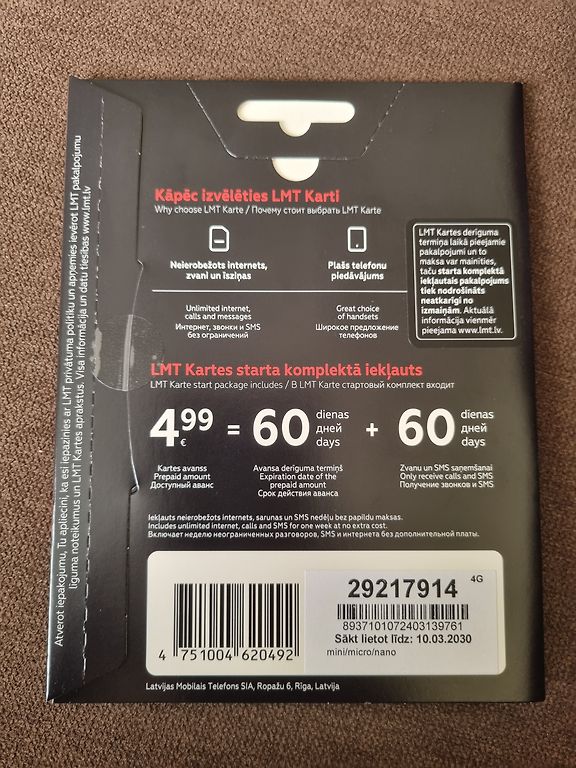 Kāpēc izvēlēties LMT Karti
Why choose LMT Karte / Почему стоит выбрать LMT Karte
Neierobežots internets,
zvani un īsziņas
Unlimited internet,
calls and messages
Интернет, звонки и SMS
без ограничений
Plašs telefonu
piedāvājums
Great choice
of handsets
Широкое предложение
телефонов
LMT Kartes derīguma
termiņa laikā pieejamie
pakalpojumi un to
maksa var mainīties,
taču starta komplektā
iekļautais pakalpojums
tiek nodrošināts
neatkarīgi no
izmaiņām. Aktuālā
informācija vienmēr
pieejama www.lmt.lv.
LMT Kartes starta komplektā iekļauts
LMT Karte start package includes / В LMT Karte стартовый комплект входит
499 € = 60 dienas дней days + 60 dienas дней days
Kartes avanss
Prepaid amount
Доступный аванс
Avansa derīguma termiņš
Expiration date of the
prepaid amount
Срок действия аванса
Zvanu un SMS saņemšanai
Only receive calls and SMS
Получение звонков и SMS
Iekļauts neierobežots internets, sarunas un SMS nedēļu bez papildu maksas.
Includes unlimited internet, calls and SMS for one week at no extra cost.
Включает неделю неограниченных разговоров, SMS и интернета без дополнительной платы.
4 751004 620492
29217914 4G
8937101072403139761
Sākt lietot līdz: 10.03.2030
mini/micro/nano
Latvijas Mobilais Telefons SIA, Ropažu 6, Rīga, Latvija
Atverot iepakojumu, Tu apliecini, ka esi iepazinies ar LMT privātuma politiku un apņemies ievērot LMT pakalpojumu
līguma noteikumus un LMT Kartes aprakstus. Visa informācija un datu tiesības www.lmt.lv